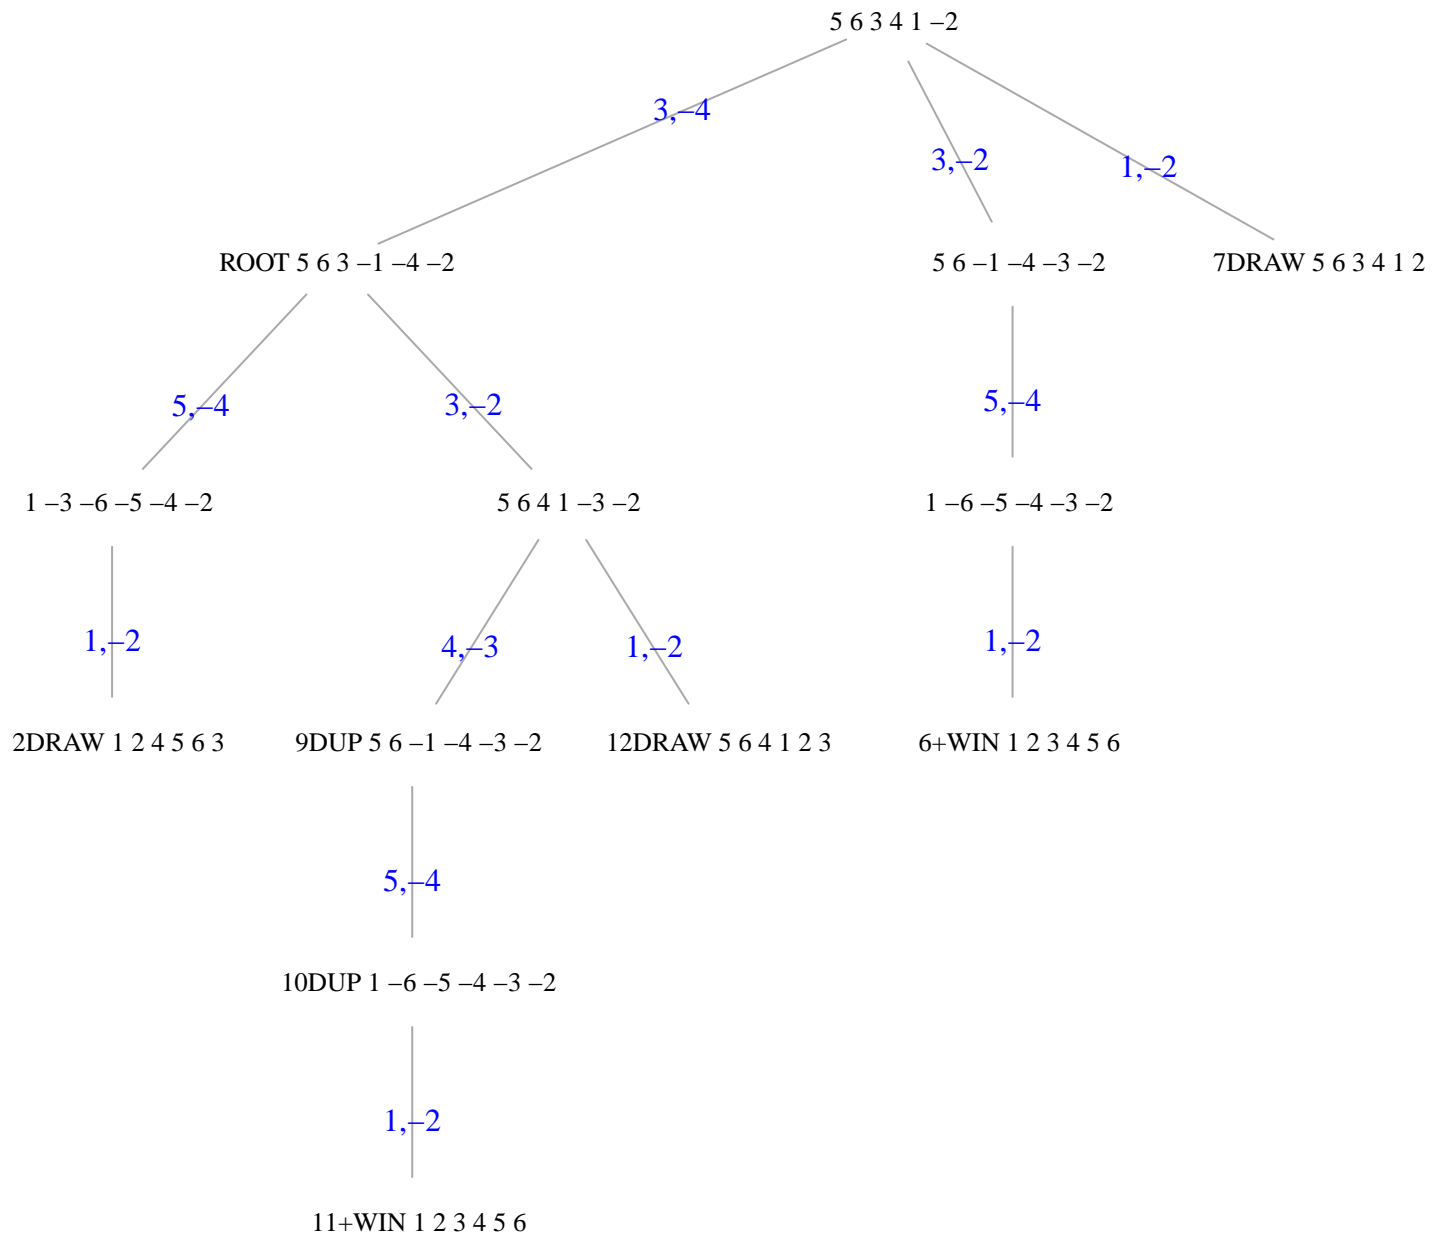 5 6 3 4 1 –2
3,–4
3,–2
1,–2
ROOT 5 6 3 –1 –4 –2
5 6 –1 –4 –3 –2
7DRAW 5 6 3 4 1 2
5,–4
3,–2
5,–4
1 –3 –6 –5 –4 –2
5 6 4 1 –3 –2
1 –6 –5 –4 –3 –2
1,–2
4,–3
1,–2
1,–2
2DRAW 1 2 4 5 6 3
9DUP 5 6 –1 –4 –3 –2
12DRAW 5 6 4 1 2 3
6+WIN 1 2 3 4 5 6
5,–4
10DUP 1 –6 –5 –4 –3 –2
1,–2
11+WIN 1 2 3 4 5 6